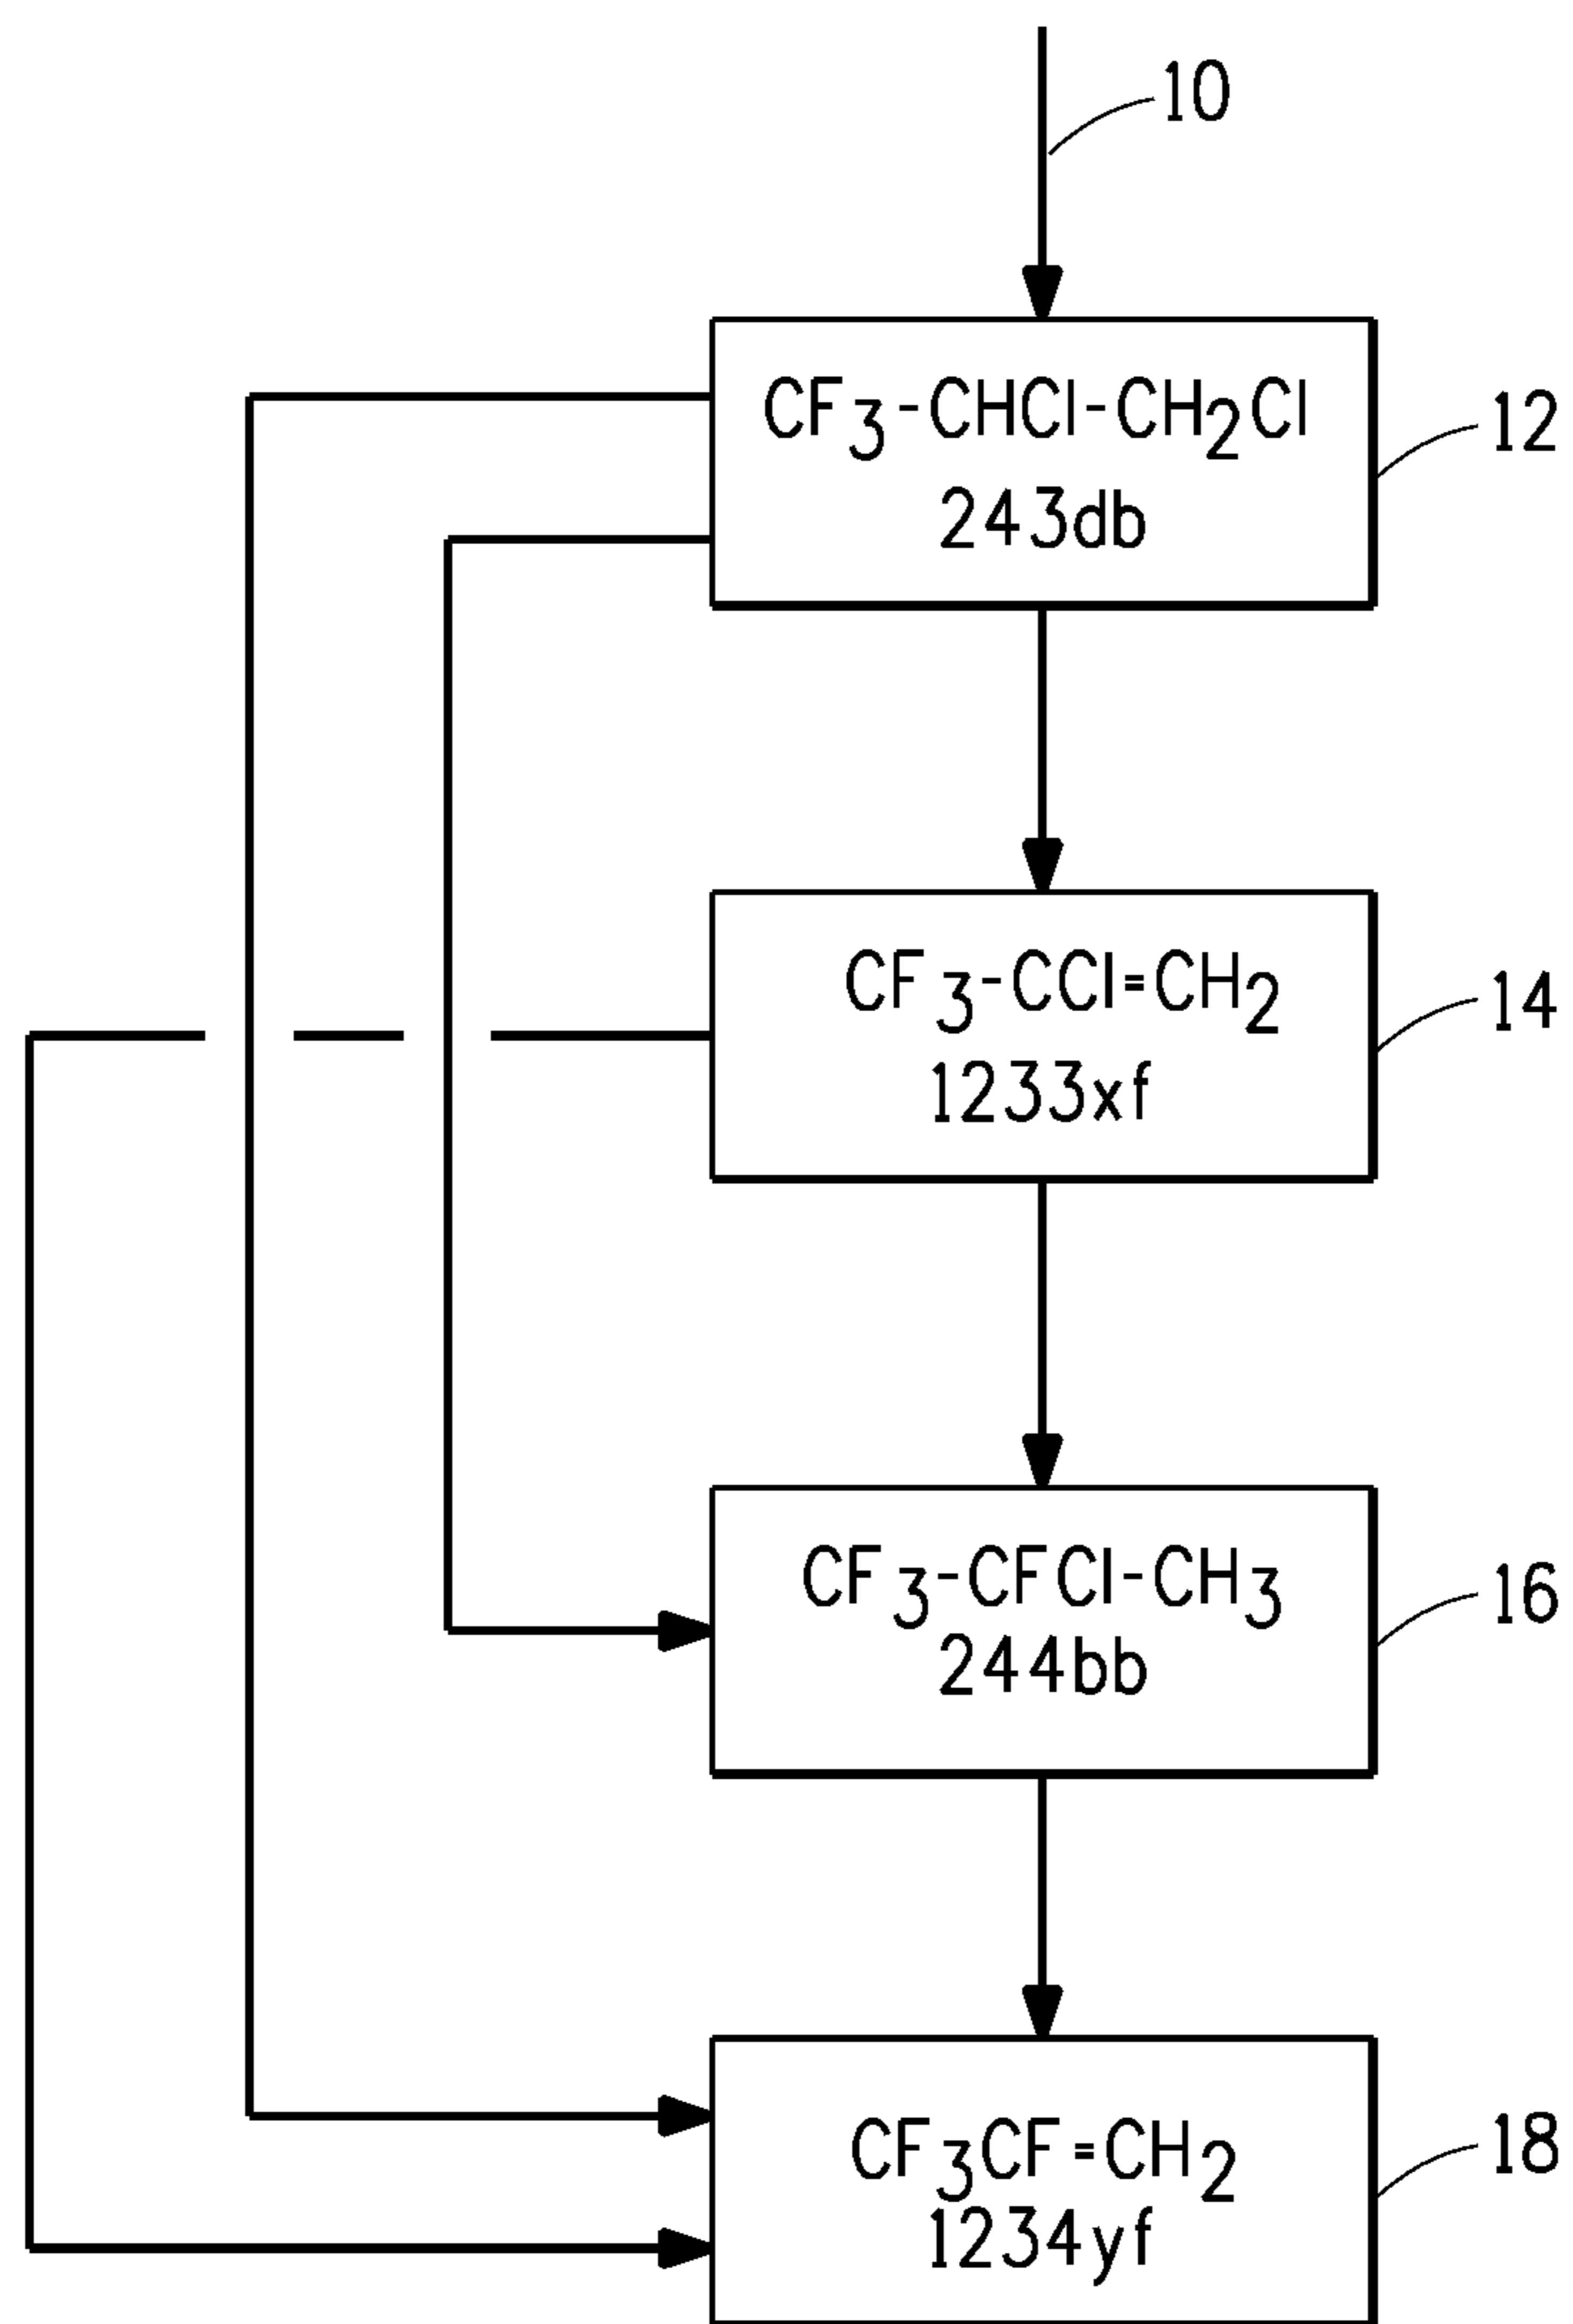 10
CF₃-CHCl-CH₂Cl
243db
12
CF₃-CCl=CH₂
1233xf
14
CF₃-CFCl-CH₃
244bb
16
CF₃CF=CH₂
1234yf
18